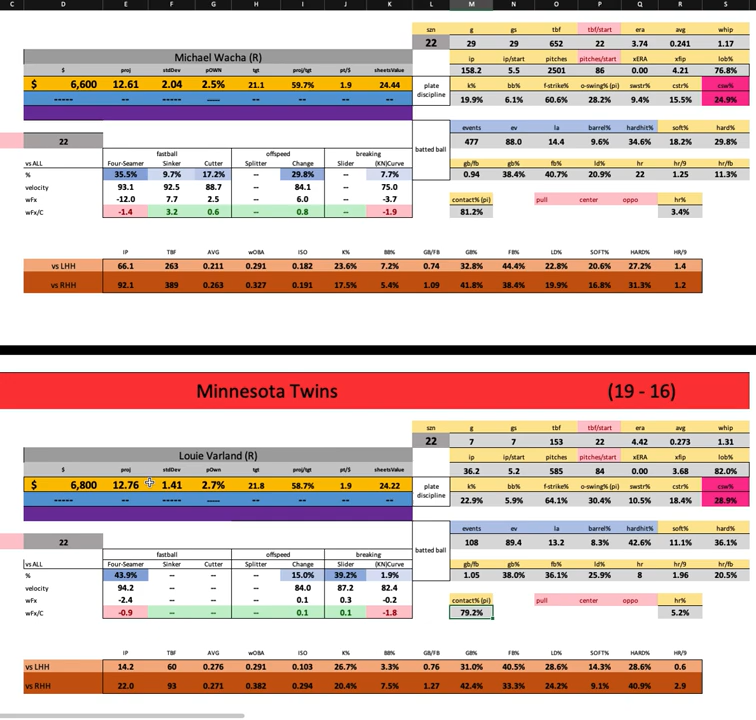 C D E F G H I J K L M N O P Q R S
szn g gs tbf tbf/start era avg whip
22 29 29 652 22 3.74 0.241 1.17
Michael Wacha (R) ip ip/start pitches pitches/start xERA xfip lob%
158.2 5.5 2501 86 0.00 4.21 76.8%
$ proj stdDev pOWN tgt proj/tgt pt/$ sheetsValue
$ 6,600 12.61 2.04 2.5% 21.1 59.7% 1.9 24.44
plate discipline k% bb% f-strike% o-swing% (pi) swstr% cstr% csw%
----- -- -- ---- -- -- -- --
19.9% 6.1% 60.6% 28.2% 9.4% 15.5% 24.9%
batted ball events ev la barrel% hardhit% soft% hard%
22 477 88.0 14.4 9.6% 34.6% 18.2% 29.8%
fastball offspeed breaking
vs ALL Four-Seamer Sinker Cutter Splitter Change Slider (KN)Curve
gb/fb gb% fb% ld% hr hr/9 hr/fb
% 35.5% 9.7% 17.2% -- 29.8% -- 7.7%
0.94 38.4% 40.7% 20.9% 22 1.25 11.3%
velocity 93.1 92.5 88.7 -- 84.1 -- 75.0
wFx -12.0 7.7 2.5 -- 6.0 -- -3.7
contact% (pi) pull center oppo hr%
wFx/C -1.4 3.2 0.6 -- 0.8 -- -1.9
81.2% 3.4%
IP TBF AVG wOBA ISO K% BB% GB/FB GB% FB% LD% SOFT% HARD% HR/9
vs LHH 66.1 263 0.211 0.291 0.182 23.6% 7.2% 0.74 32.8% 44.4% 22.8% 20.6% 27.2% 1.4
vs RHH 92.1 389 0.263 0.327 0.191 17.5% 5.4% 1.09 41.8% 38.4% 19.9% 16.8% 31.3% 1.2
Minnesota Twins (19 - 16)
szn g gs tbf tbf/start era avg whip
22 7 7 153 22 4.42 0.273 1.31
Louie Varland (R) ip ip/start pitches pitches/start xERA xfip lob%
36.2 5.2 585 84 0.00 3.68 82.0%
$ proj stdDev pOwn tgt proj/tgt pt/$ sheetsValue
$ 6,800 12.76 1.41 2.7% 21.8 58.7% 1.9 24.22
plate discipline k% bb% f-strike% o-swing% (pi) swstr% cstr% csw%
----- -- -- ---- -- -- -- --
22.9% 5.9% 64.1% 30.4% 10.5% 18.4% 28.9%
batted ball events ev la barrel% hardhit% soft% hard%
22 108 89.4 13.2 8.3% 42.6% 11.1% 36.1%
fastball offspeed breaking
vs ALL Four-Seamer Sinker Cutter Splitter Change Slider (KN)Curve
gb/fb gb% fb% ld% hr hr/9 hr/fb
% 43.9% -- -- -- 15.0% 39.2% 1.9%
1.05 38.0% 36.1% 25.9% 8 1.96 20.5%
velocity 94.2 -- -- -- 84.0 87.2 82.4
wFx -2.4 -- -- -- 0.1 0.3 -0.2
contact% (pi) pull center oppo hr%
wFx/C -0.9 -- -- -- 0.1 0.1 -1.8
79.2% 5.2%
IP TBF AVG wOBA ISO K% BB% GB/FB GB% FB% LD% SOFT% HARD% HR/9
vs LHH 14.2 60 0.276 0.291 0.103 26.7% 3.3% 0.76 31.0% 40.5% 28.6% 14.3% 28.6% 0.6
vs RHH 22.0 93 0.271 0.382 0.294 20.4% 7.5% 1.27 42.4% 33.3% 24.2% 9.1% 40.9% 2.9